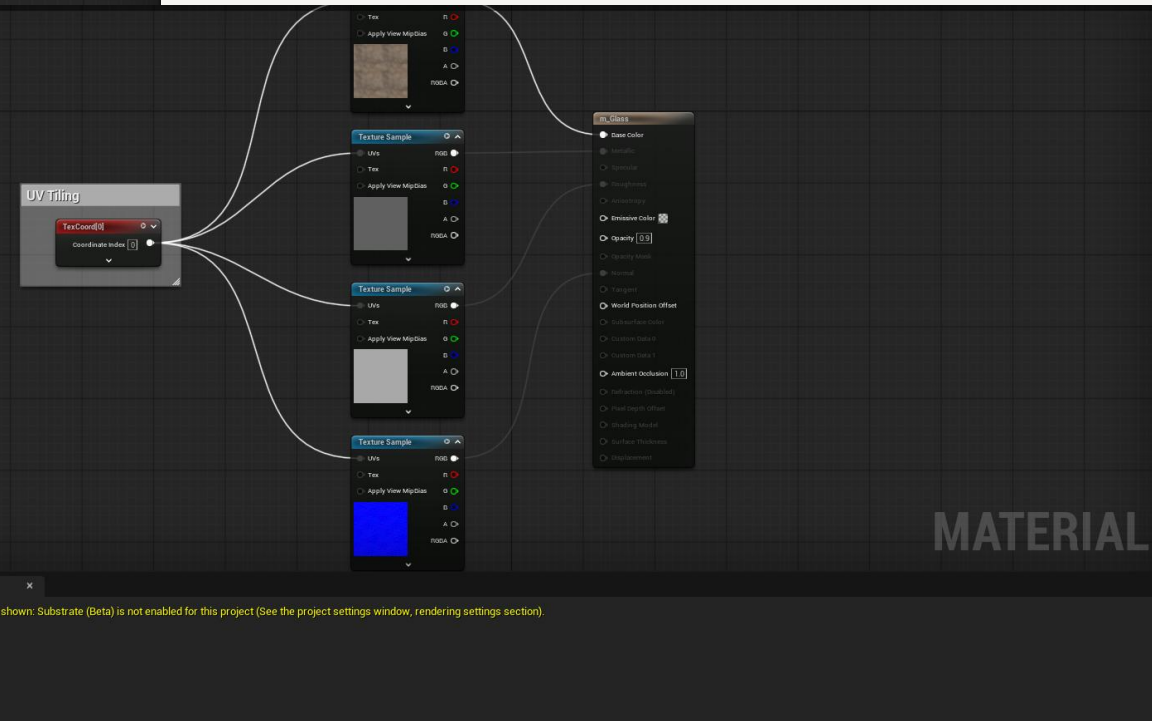 Tex R
Apply View MipBias G
B
A
RGBA
Texture Sample
UVs RGB
Tex R
Apply View MipBias G
B
A
RGBA
UV Tiling
TexCoord[0]
Coordinate Index 0
Texture Sample
UVs RGB
Tex R
Apply View MipBias G
B
A
RGBA
Texture Sample
UVs RGB
Tex R
Apply View MipBias G
B
A
RGBA
m_Glass
Base Color
Metallic
Specular
Roughness
Anisotropy
Emissive Color
Opacity 0.9
Opacity Mask
Normal
Tangent
World Position Offset
Subsurface Color
Custom Data 0
Custom Data 1
Ambient Occlusion 1.0
Refraction (Disabled)
Pixel Depth Offset
Shading Model
Surface Thickness
Displacement
MATERIAL
shown: Substrate (Beta) is not enabled for this project (See the project settings window, rendering settings section).